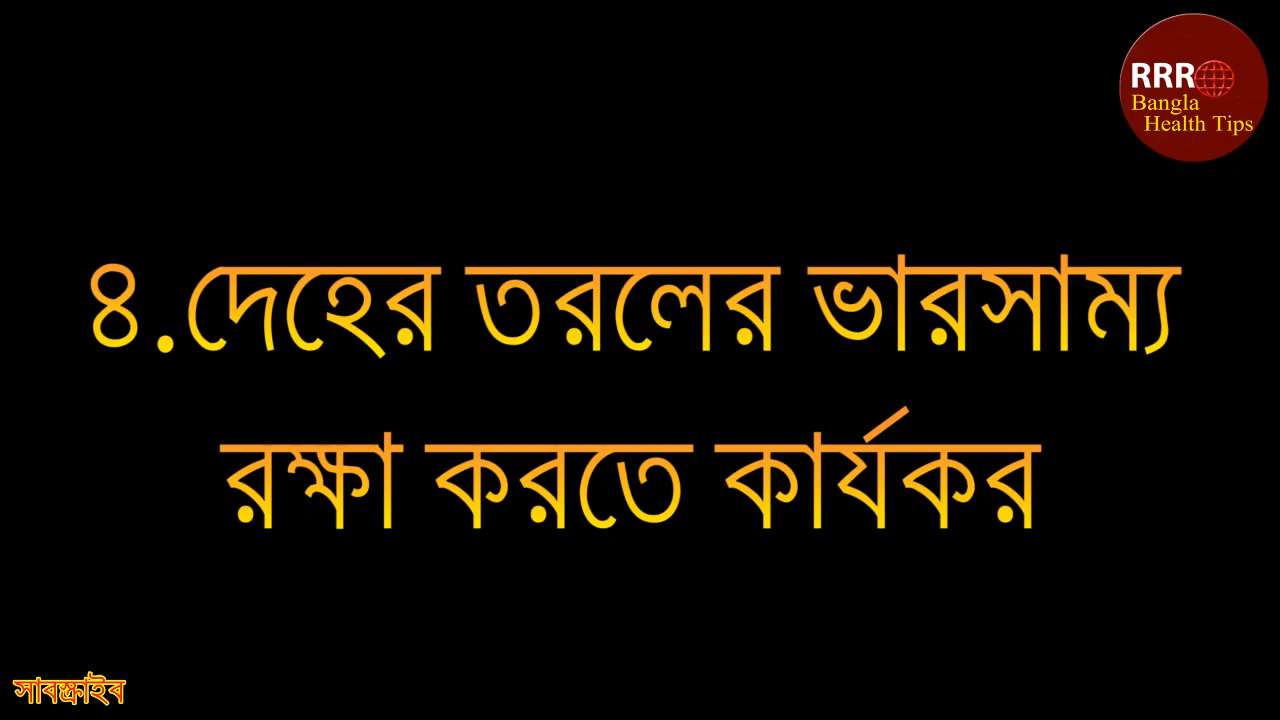 RRR
Bangla
Health Tips
৪.দেহের তরলের ভারসাম্য
রক্ষা করতে কার্যকর
সাবস্ক্রাইব